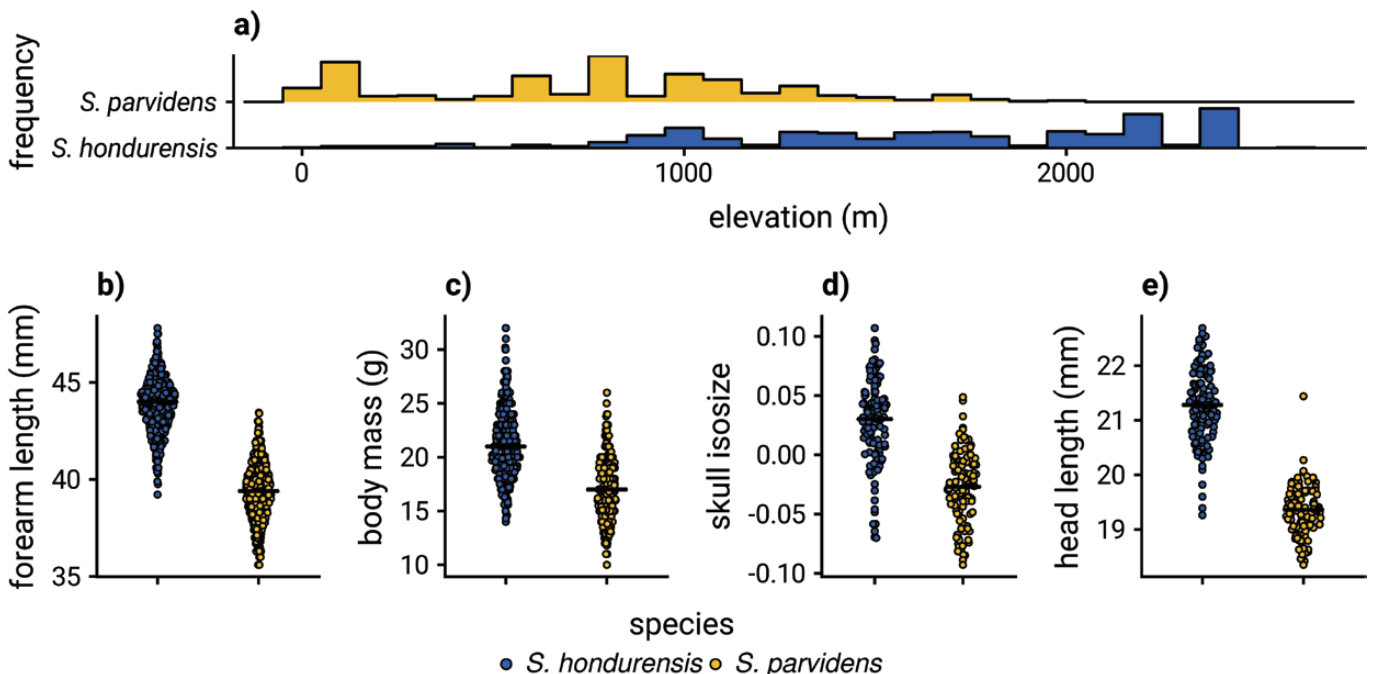 a)
frequency
S. parvidens
S. hondurensis
0 1000 2000
elevation (m)
b)
forearm length (mm)
45
40
35
c)
body mass (g)
30
25
20
15
10
d)
skull isosize
0.10
0.05
0.00
-0.05
-0.10
e)
head length (mm)
22
21
20
19
species
S. hondurensis S. parvidens